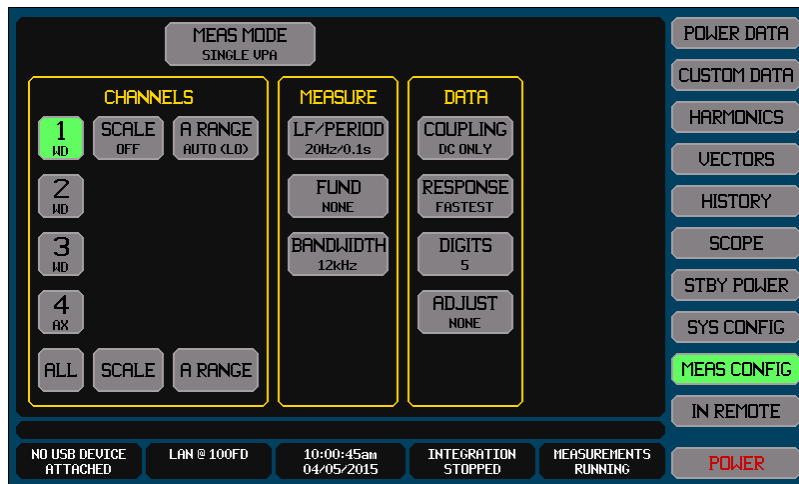 MEAS MODE
SINGLE VPA
CHANNELS
1
WD
SCALE
OFF
A RANGE
AUTO (LO)
2
WD
3
WD
4
AX
ALL
SCALE
A RANGE
MEASURE
LF/PERIOD
20Hz/0.1s
FUND
NONE
BANDWIDTH
12kHz
DATA
COUPLING
DC ONLY
RESPONSE
FASTEST
DIGITS
5
ADJUST
NONE
POWER DATA
CUSTOM DATA
HARMONICS
VECTORS
HISTORY
SCOPE
STBY POWER
SYS CONFIG
MEAS CONFIG
IN REMOTE
POWER
NO USB DEVICE
ATTACHED
LAN @ 100FD
10:00:45am
04/05/2015
INTEGRATION
STOPPED
MEASUREMENTS
RUNNING